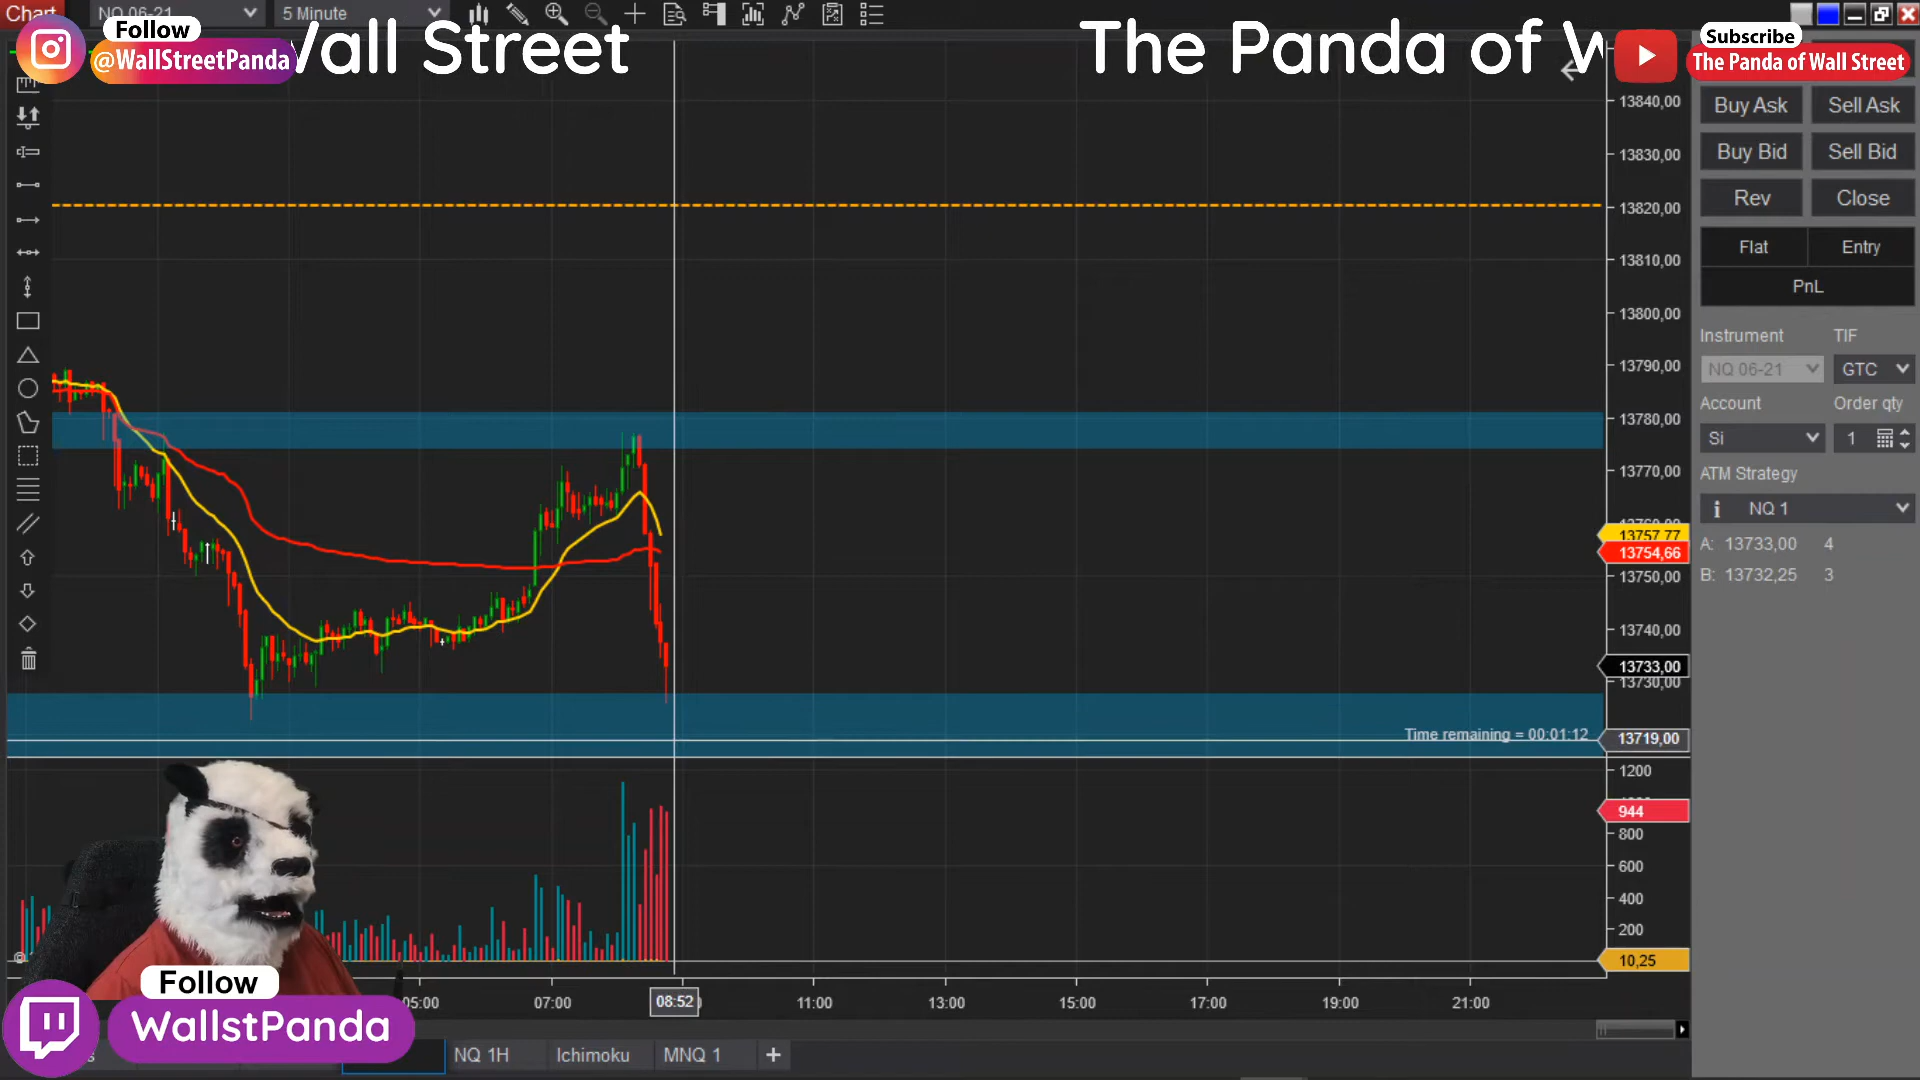 Chart
NQ 06-21
5 Minute
Follow
@WallStreetPanda
Wall Street
The Panda of W
Subscribe
The Panda of Wall Street
13840,00
13830,00
13820,00
13810,00
13800,00
13790,00
13780,00
13770,00
13757,77
13754,66
13750,00
13740,00
13733,00
13730,00
Time remaining = 00:01:12
13719,00
1200
944
800
600
400
200
10,25
Buy Ask
Sell Ask
Buy Bid
Sell Bid
Rev
Close
Flat
Entry
PnL
Instrument
TIF
NQ 06-21
GTC
Account
Order qty
Si
1
ATM Strategy
NQ 1
A: 13733,00 4
B: 13732,25 3
05:00
07:00
08:52
11:00
13:00
15:00
17:00
19:00
21:00
Follow
WallstPanda
NQ 1H
Ichimoku
MNQ 1